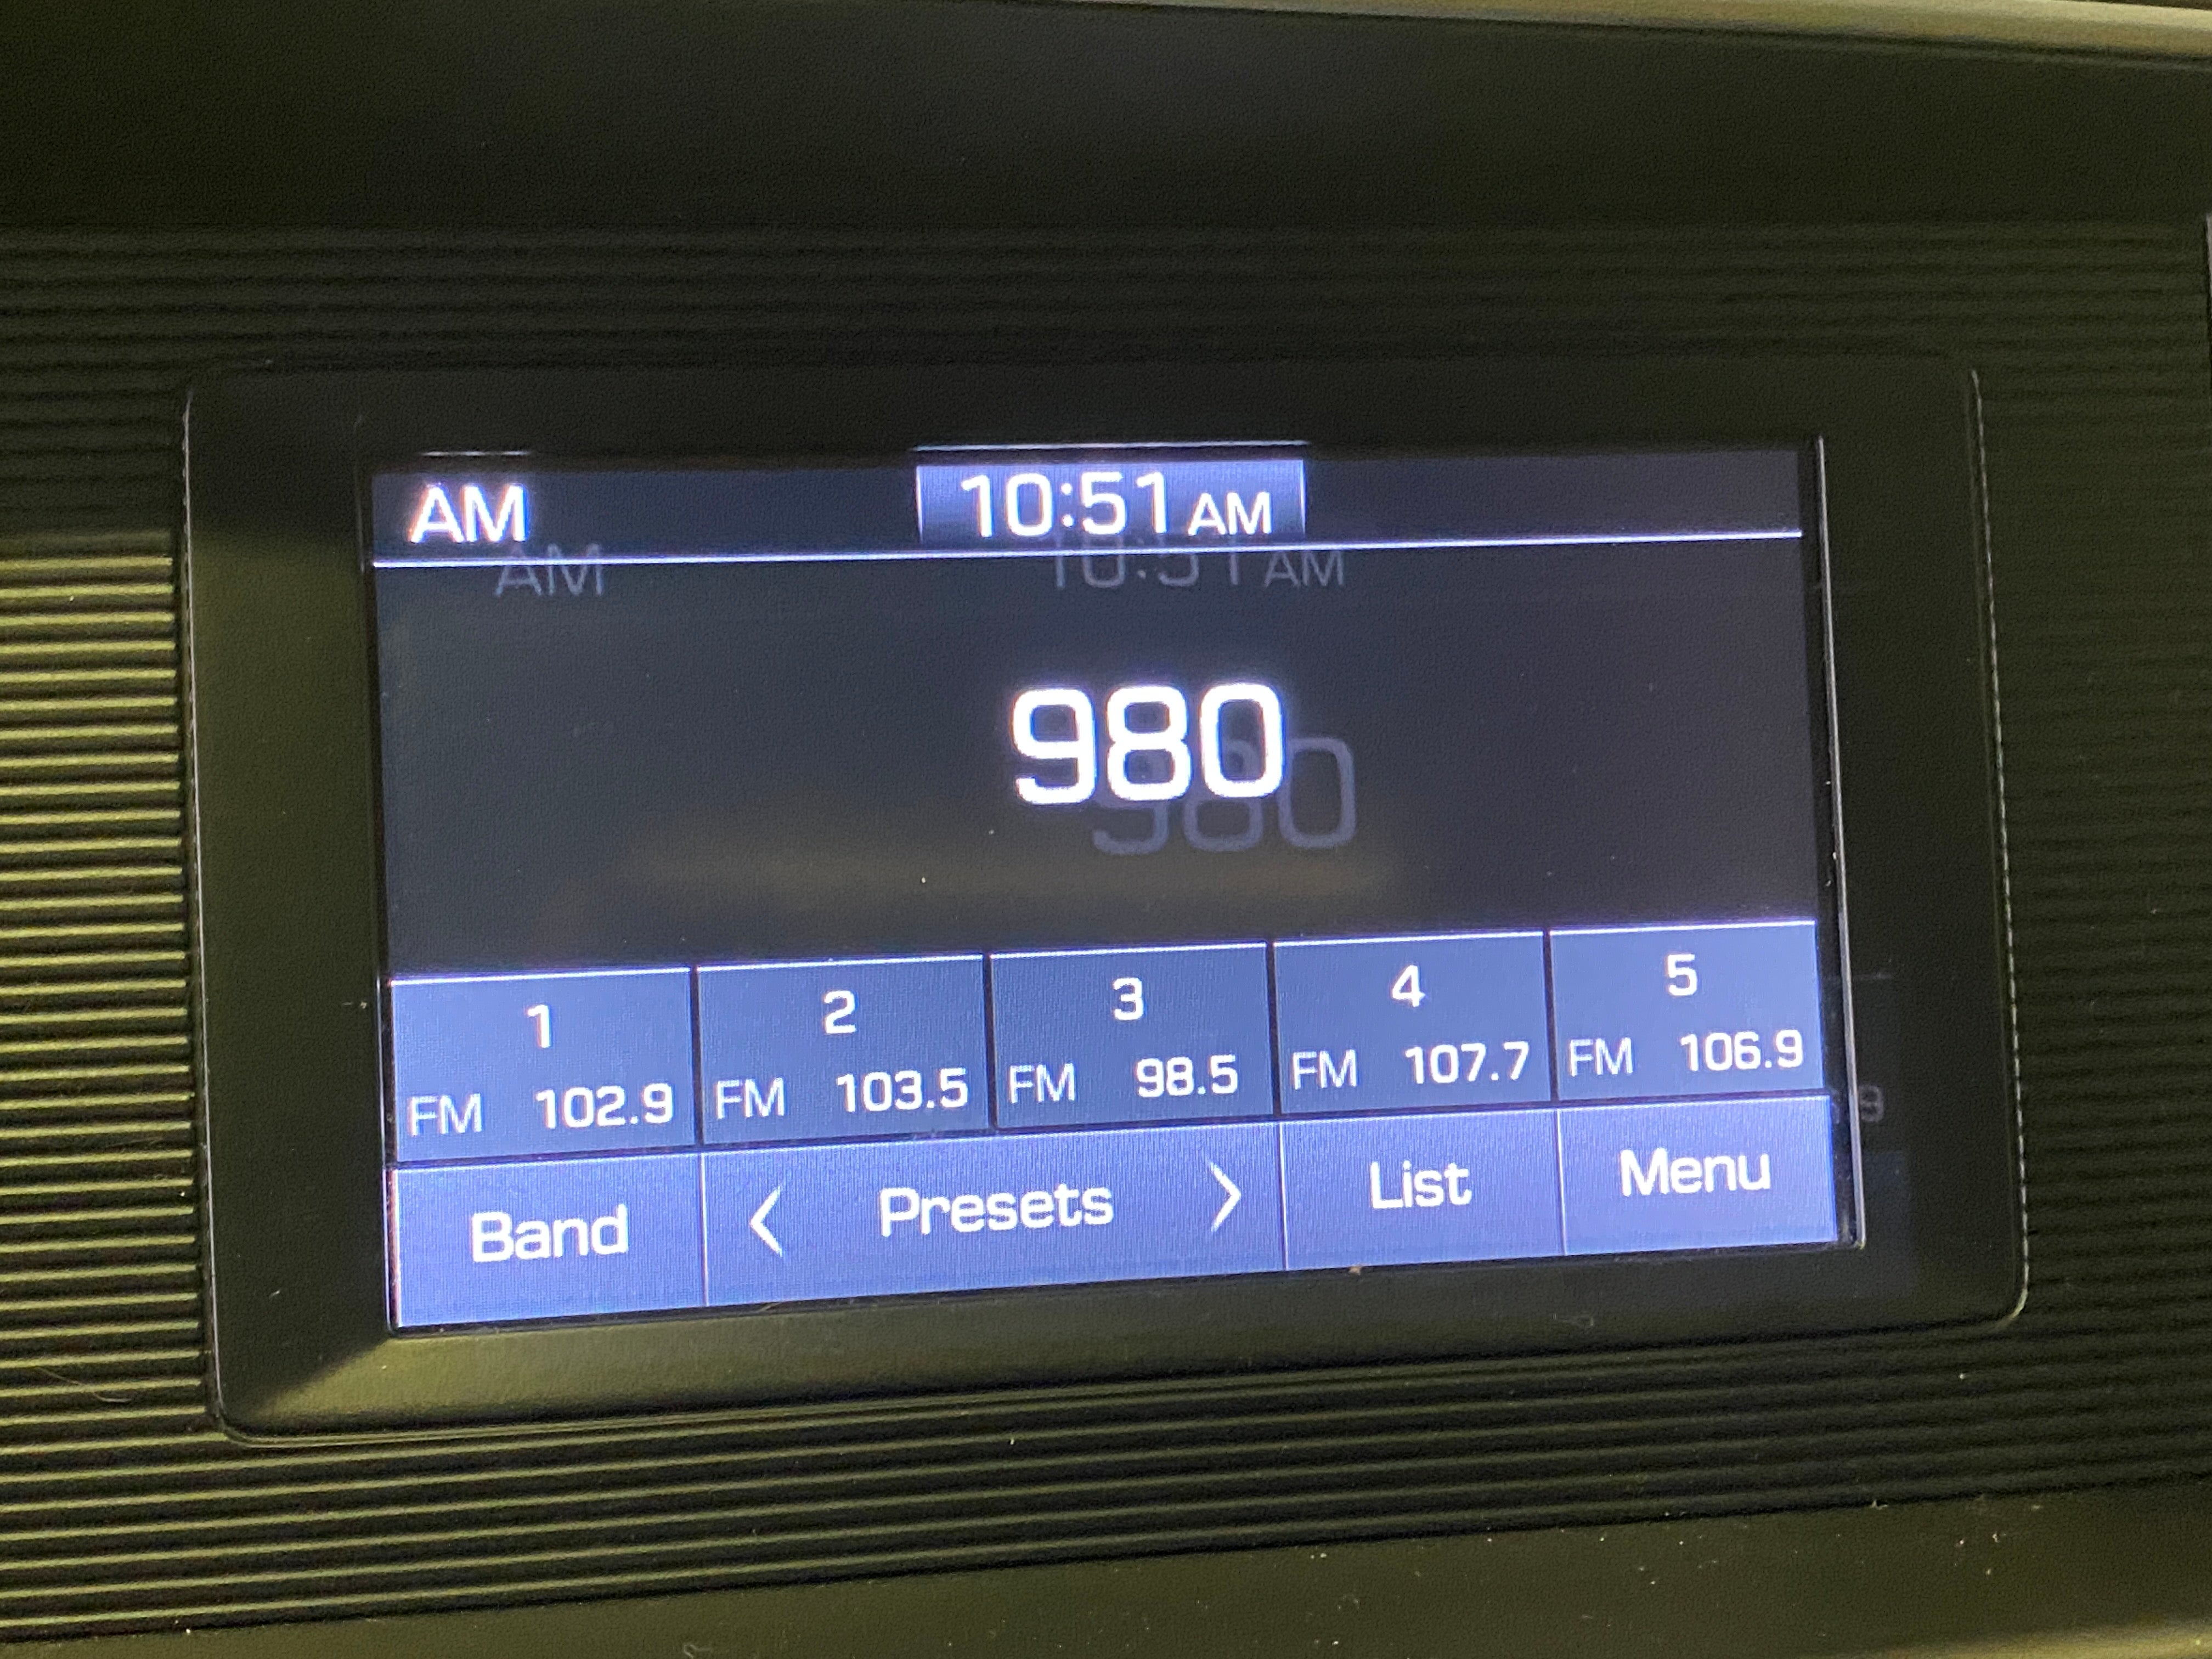 AM 10:51 AM
980
1 2 3 4 5
FM 102.9 FM 103.5 FM 98.5 FM 107.7 FM 106.9
Band < Presets > List Menu